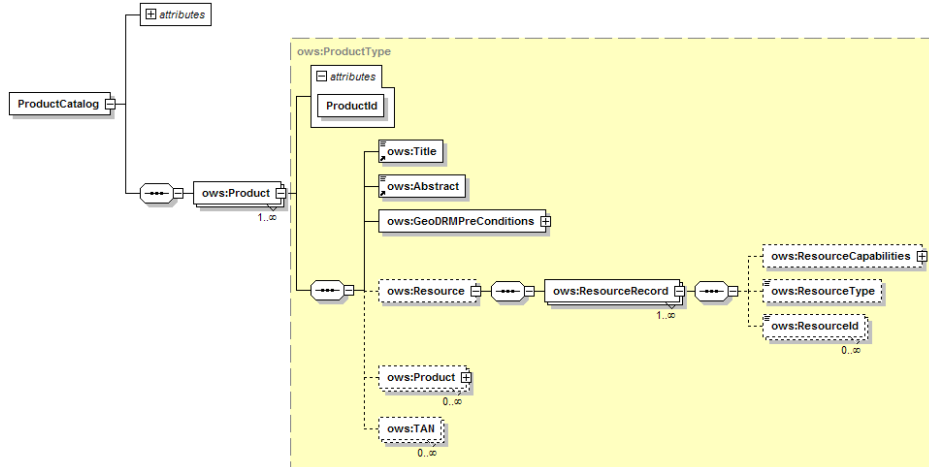 attributes
ows:ProductType
attributes
ProductCatalog
ProductId
ows:Title
ows:Abstract
ows:Product
1..∞
ows:GeoDRMPreConditions
ows:ResourceCapabilities
ows:Resource
ows:ResourceRecord
1..∞
ows:ResourceType
ows:ResourceId
0..∞
ows:Product
0..∞
ows:TAN
0..∞